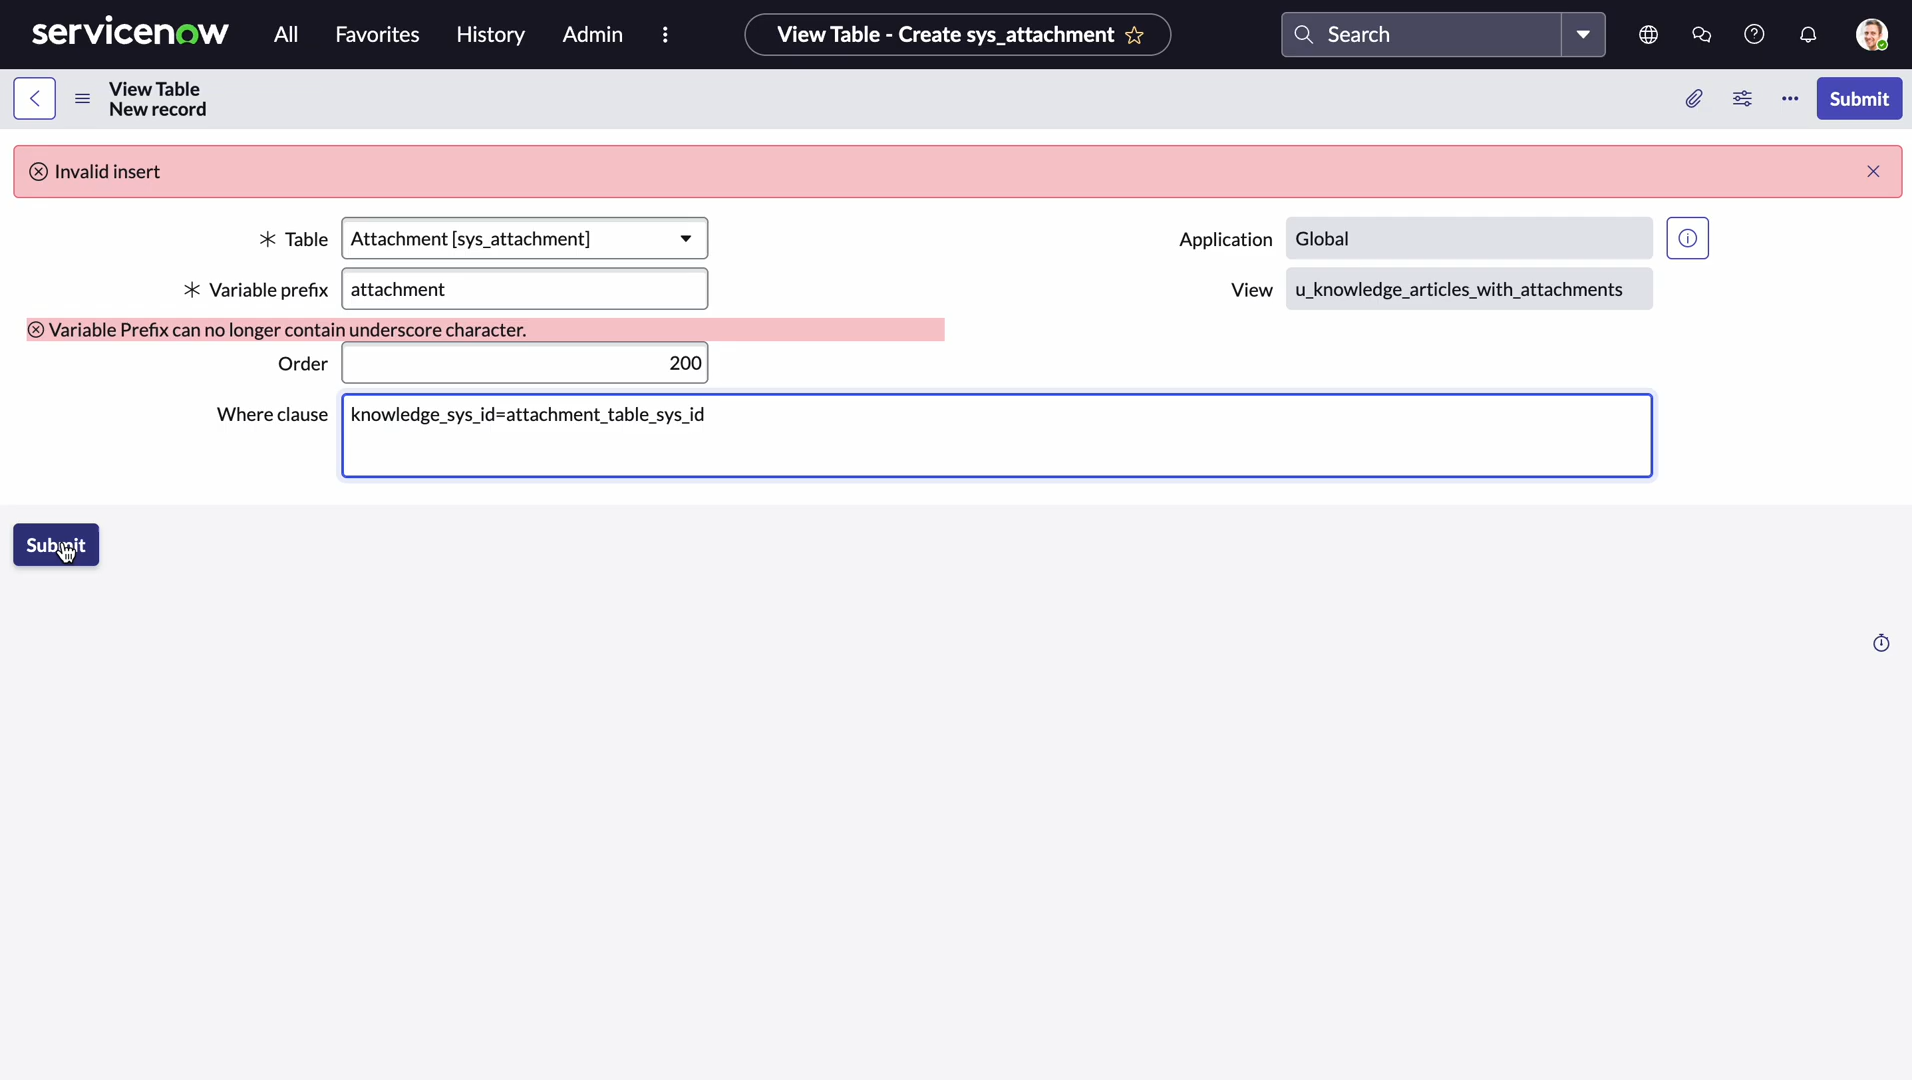 servicenow All Favorites History Admin View Table - Create sys_attachment Search
View Table
New record
Submit
Invalid insert
Table Attachment [sys_attachment] Application Global
Variable prefix attachment View u_knowledge_articles_with_attachments
Variable Prefix can no longer contain underscore character.
Order 200
Where clause knowledge_sys_id=attachment_table_sys_id
Submit